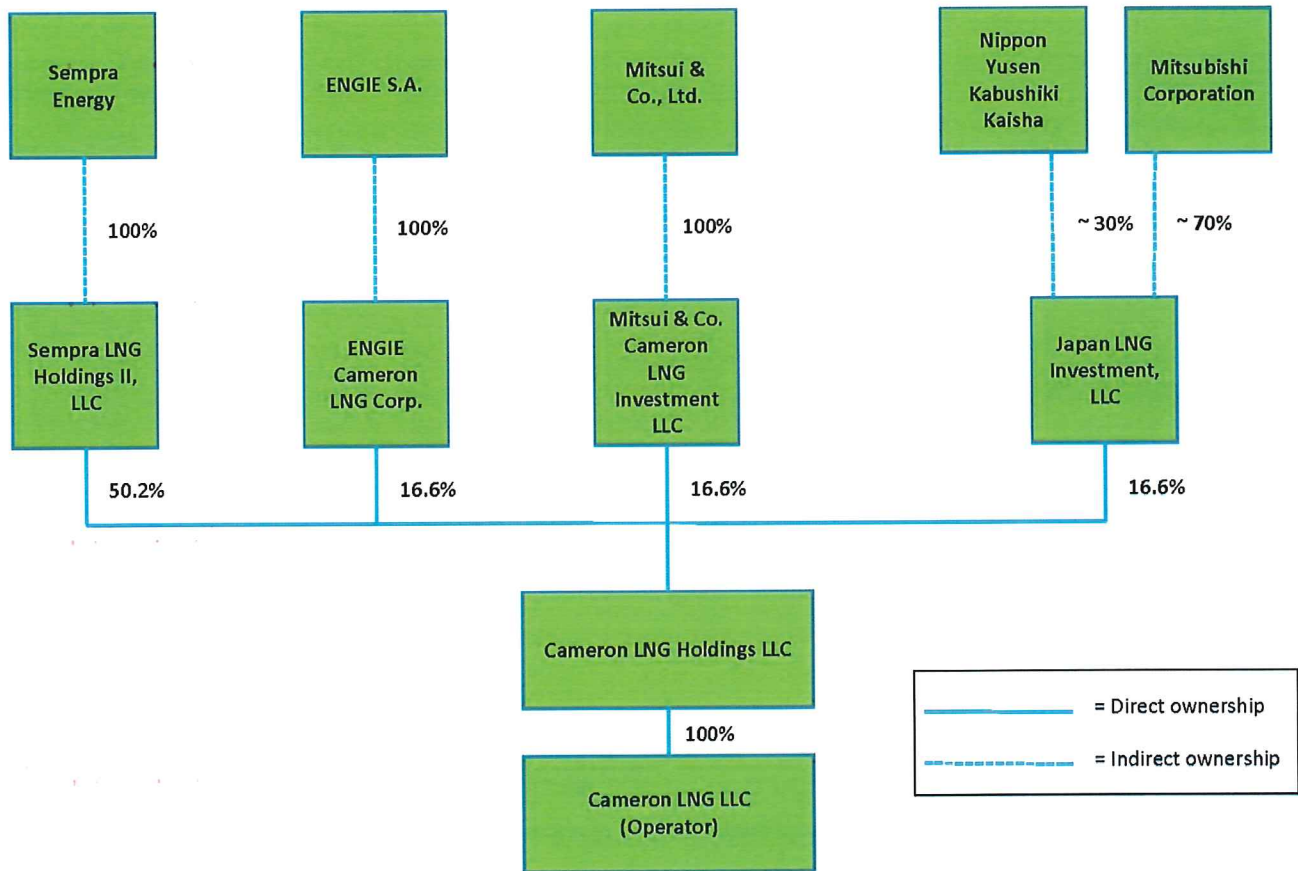 Sempra
Energy
ENGIE S.A.
Mitsui &
Co., Ltd.
Nippon
Yusen
Kabushiki
Kaisha
Mitsubishi
Corporation
100%
100%
100%
~ 30%
~ 70%
Sempra LNG
Holdings II,
LLC
ENGIE
Cameron
LNG Corp.
Mitsui & Co.
Cameron
LNG
Investment
LLC
Japan LNG
Investment,
LLC
50.2%
16.6%
16.6%
16.6%
Cameron LNG Holdings LLC
100%
Cameron LNG LLC
(Operator)
= Direct ownership
= Indirect ownership